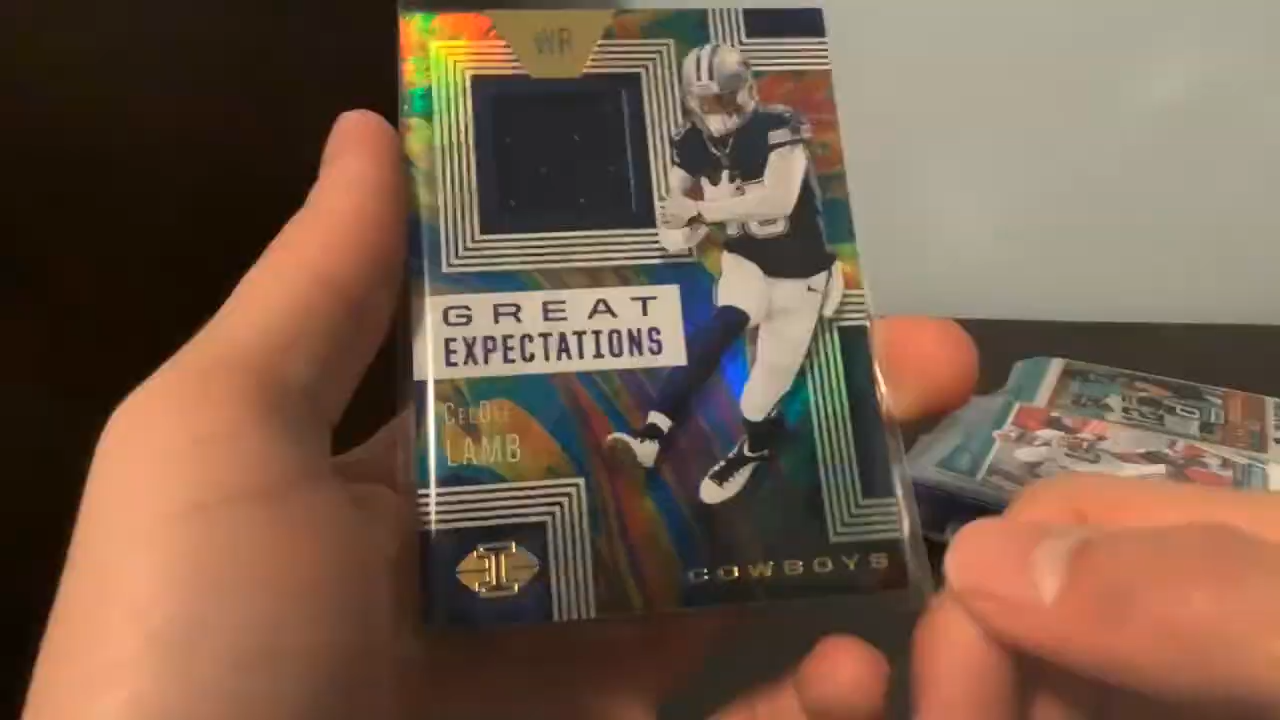 WR
GREAT
EXPECTATIONS
CEEDEE
LAMB
COWBOYS